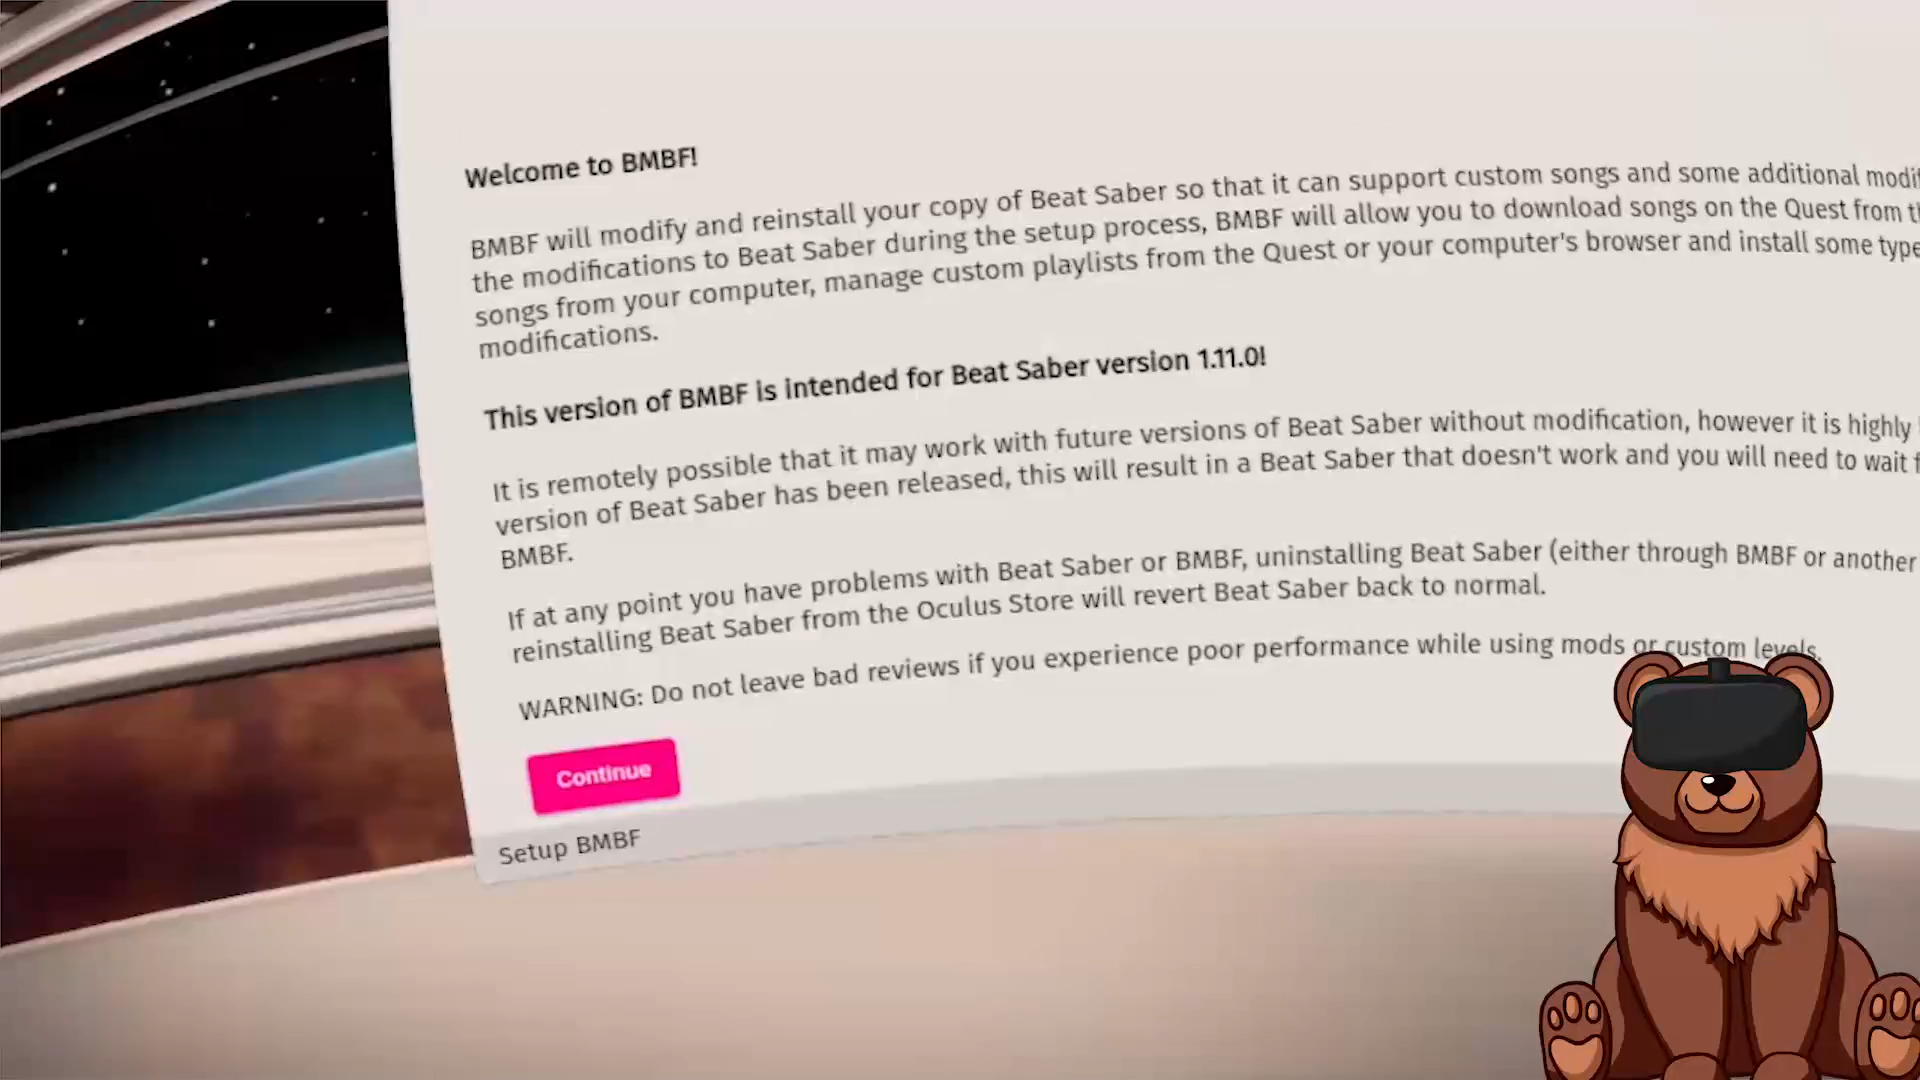 Welcome to BMBF!
BMBF will modify and reinstall your copy of Beat Saber so that it can support custom songs and some additional
the modifications to Beat Saber during the setup process, BMBF will allow you to download songs on the Quest from
songs from your computer, manage custom playlists from the Quest or your computer's browser and install some
modifications.
This version of BMBF is intended for Beat Saber version 1.11.0!
It is remotely possible that it may work with future versions of Beat Saber without modification, however it is highly
version of Beat Saber has been released, this will result in a Beat Saber that doesn't work and you will need to wait
BMBF.
If at any point you have problems with Beat Saber or BMBF, uninstalling Beat Saber (either through BMBF or another
reinstalling Beat Saber from the Oculus Store will revert Beat Saber back to normal.
WARNING: Do not leave bad reviews if you experience poor performance while using mods or custom levels.
Continue
Setup BMBF